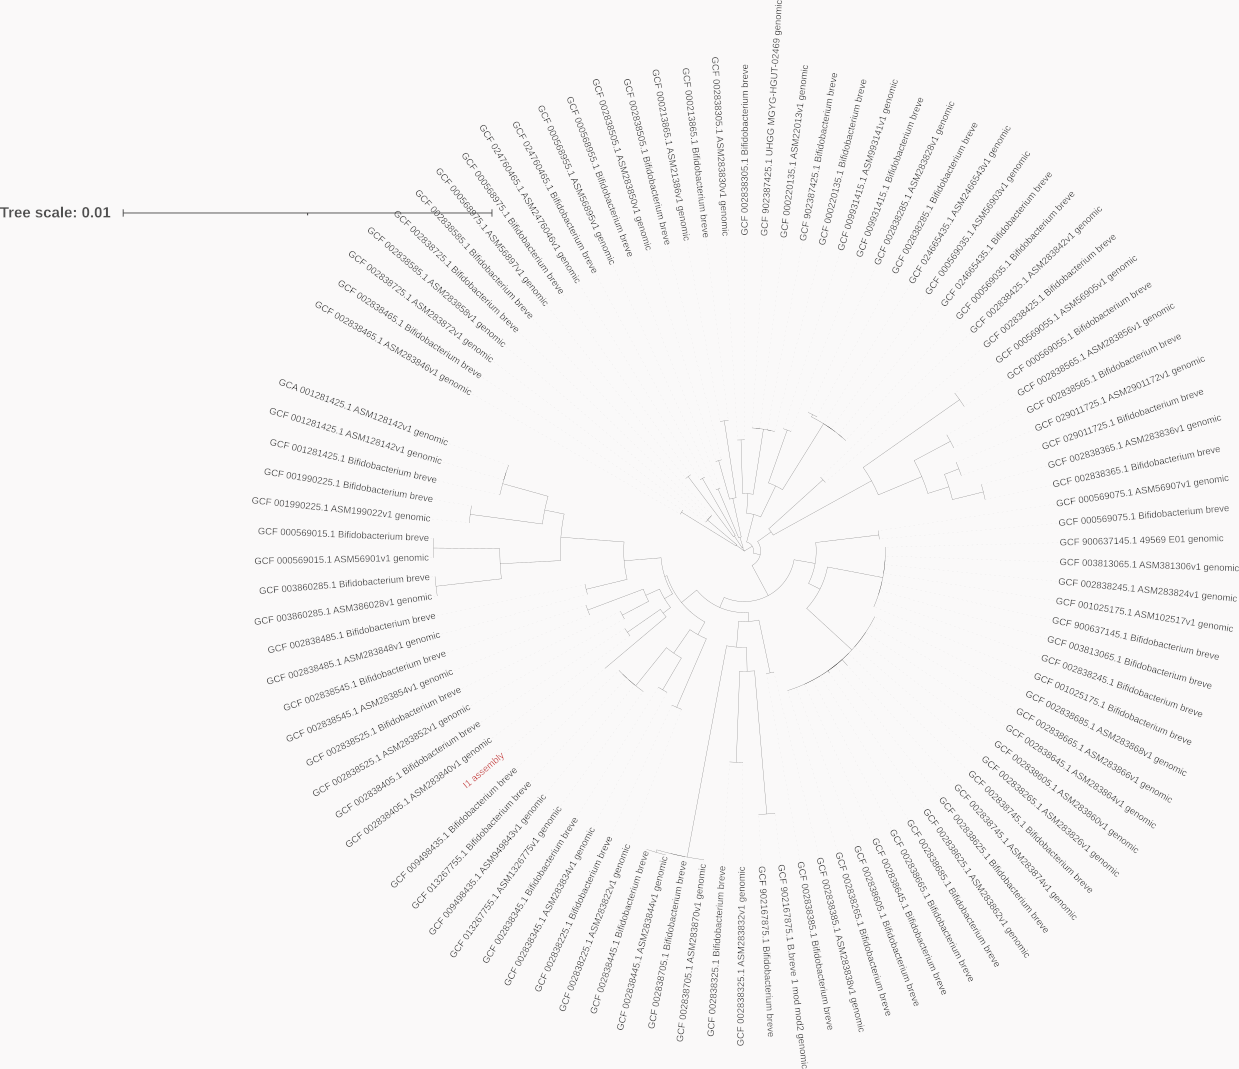 Tree scale: 0.01
GCF 002838305.1 Bifidobacterium breve
GCF 902387425.1 UHGG MGYG-HGUT-02469 genomic
GCF 000220135.1 ASM22013v1 genomic
GCF 902387425.1 Bifidobacterium breve
GCF 000220135.1 Bifidobacterium breve
GCF 009931415.1 ASM993141v1 genomic
GCF 009931415.1 Bifidobacterium breve
GCF 002838285.1 ASM283828v1 genomic
GCF 002838285.1 Bifidobacterium breve
GCF 024665435.1 ASM2466543v1 genomic
GCF 000569035.1 ASM56903v1 genomic
GCF 024665435.1 Bifidobacterium breve
GCF 000569035.1 Bifidobacterium breve
GCF 002838425.1 ASM283842v1 genomic
GCF 002838425.1 Bifidobacterium breve
GCF 000569055.1 ASM56905v1 genomic
GCF 000569055.1 Bifidobacterium breve
GCF 002838565.1 ASM283856v1 genomic
GCF 002838565.1 Bifidobacterium breve
GCF 029011725.1 ASM2901172v1 genomic
GCF 029011725.1 Bifidobacterium breve
GCF 002838365.1 ASM283836v1 genomic
GCF 002838365.1 Bifidobacterium breve
GCF 000569075.1 ASM56907v1 genomic
GCF 000569075.1 Bifidobacterium breve
GCF 900637145.1 49569 E01 genomic
GCF 003813065.1 ASM381306v1 genomic
GCF 002838245.1 ASM283824v1 genomic
GCF 001025175.1 ASM102517v1 genomic
GCF 900637145.1 Bifidobacterium breve
GCF 003813065.1 Bifidobacterium breve
GCF 002838245.1 Bifidobacterium breve
GCF 001025175.1 Bifidobacterium breve
GCF 002838685.1 ASM283868v1 genomic
GCF 002838665.1 ASM283866v1 genomic
GCF 002838645.1 ASM283864v1 genomic
GCF 002838605.1 ASM283860v1 genomic
GCF 002838265.1 ASM283826v1 genomic
GCF 002838745.1 Bifidobacterium breve
GCF 002838745.1 ASM283874v1 genomic
GCF 002838625.1 Bifidobacterium breve
GCF 002838625.1 ASM283862v1 genomic
GCF 002838685.1 Bifidobacterium breve
GCF 002838665.1 Bifidobacterium breve
GCF 002838645.1 Bifidobacterium breve
GCF 002838605.1 Bifidobacterium breve
GCF 002838265.1 Bifidobacterium breve
GCF 002838385.1 ASM283838v1 genomic
GCF 002838385.1 Bifidobacterium breve
GCF 902167875.1 B.breve 1 mod mod2 genomic
GCF 902167875.1 Bifidobacterium breve
GCF 002838325.1 ASM283832v1 genomic
GCF 002838325.1 Bifidobacterium breve
GCF 002838705.1 ASM283870v1 genomic
GCF 002838705.1 Bifidobacterium breve
GCF 002838445.1 ASM283844v1 genomic
GCF 002838445.1 Bifidobacterium breve
GCF 002838225.1 ASM283822v1 genomic
GCF 002838225.1 Bifidobacterium breve
GCF 002838345.1 ASM283834v1 genomic
GCF 002838345.1 Bifidobacterium breve
GCF 013267755.1 ASM1326775v1 genomic
GCF 009498435.1 ASM949843v1 genomic
GCF 013267755.1 Bifidobacterium breve
GCF 009498435.1 Bifidobacterium breve
I1 assembly
GCF 002838405.1 ASM283840v1 genomic
GCF 002838405.1 Bifidobacterium breve
GCF 002838525.1 ASM283852v1 genomic
GCF 002838525.1 Bifidobacterium breve
GCF 002838545.1 ASM283854v1 genomic
GCF 002838545.1 Bifidobacterium breve
GCF 002838485.1 ASM283848v1 genomic
GCF 002838485.1 Bifidobacterium breve
GCF 003860285.1 ASM386028v1 genomic
GCF 003860285.1 Bifidobacterium breve
GCF 000569015.1 ASM56901v1 genomic
GCF 000569015.1 Bifidobacterium breve
GCF 001990225.1 ASM199022v1 genomic
GCF 001990225.1 Bifidobacterium breve
GCF 001281425.1 Bifidobacterium breve
GCF 001281425.1 ASM128142v1 genomic
GCA 001281425.1 ASM128142v1 genomic
GCF 002838465.1 ASM283846v1 genomic
GCF 002838465.1 Bifidobacterium breve
GCF 002838725.1 ASM283872v1 genomic
GCF 002838585.1 ASM283858v1 genomic
GCF 002838725.1 Bifidobacterium breve
GCF 002838585.1 Bifidobacterium breve
GCF 000568975.1 ASM56897v1 genomic
GCF 000568975.1 Bifidobacterium breve
GCF 024760465.1 ASM2476046v1 genomic
GCF 024760465.1 Bifidobacterium breve
GCF 000568955.1 ASM56895v1 genomic
GCF 000568955.1 Bifidobacterium breve
GCF 002838505.1 ASM283850v1 genomic
GCF 002838505.1 Bifidobacterium breve
GCF 000213865.1 ASM21386v1 genomic
GCF 000213865.1 Bifidobacterium breve
GCF 002838305.1 ASM283830v1 genomic